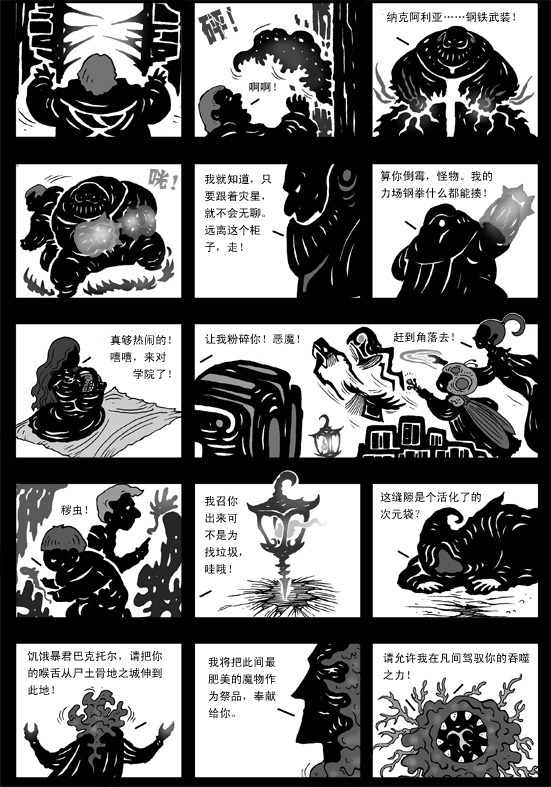 砰!
啊啊!
纳克阿利亚……钢铁武装!
咣!
我就知道,只
要跟着灾星,
就不会无聊。
远离这个柜
子,走!
算你倒霉,怪物。我的
力场钢拳什么都能揍!
真够热闹的!
嘻嘻,来对
学院了!
让我粉碎你!恶魔!
赶到角落去!
秽虫!
我召你
出来可
不是为
找垃圾,
哇哦!
这缝隙是个活化了的
次元袋?
饥饿暴君巴克托尔,请把你
的喉舌从尸土骨地之城伸到
此地!
我将把此间最
肥美的魔物作
为祭品,奉献
给你。
请允许我在凡间驾驭你的吞噬
之力!